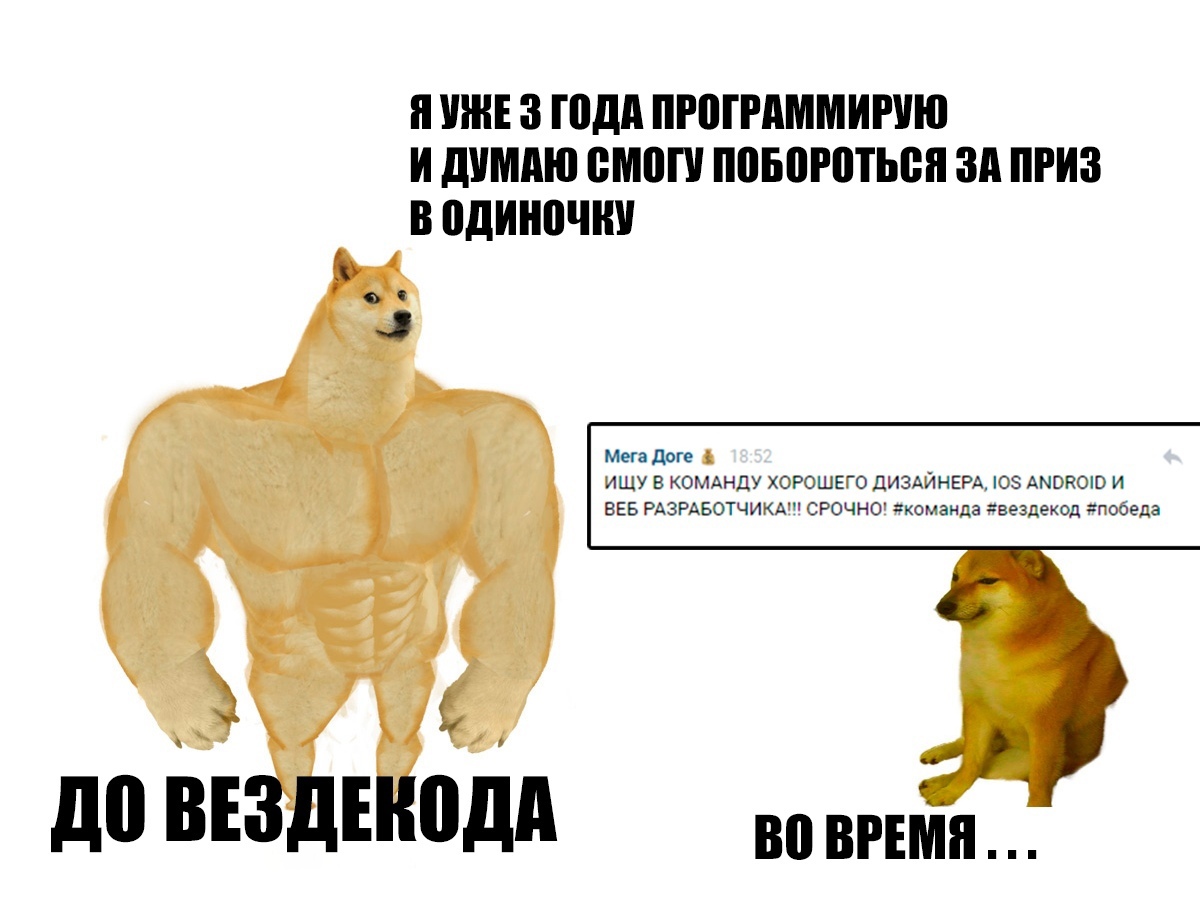 Я УЖЕ 3 ГОДА ПРОГРАММИРУЮ
И ДУМАЮ СМОГУ ПОБОРОТЬСЯ ЗА ПРИЗ
В ОДИНОЧКУ
Мега Доге 💰 18:52
ИЩУ В КОМАНДУ ХОРОШЕГО ДИЗАЙНЕРА, IOS ANDROID И
ВЕБ РАЗРАБОТЧИКА!!! СРОЧНО! #команда #вездекод #победа
ДО ВЕЗДЕКОДА
ВО ВРЕМЯ . . .